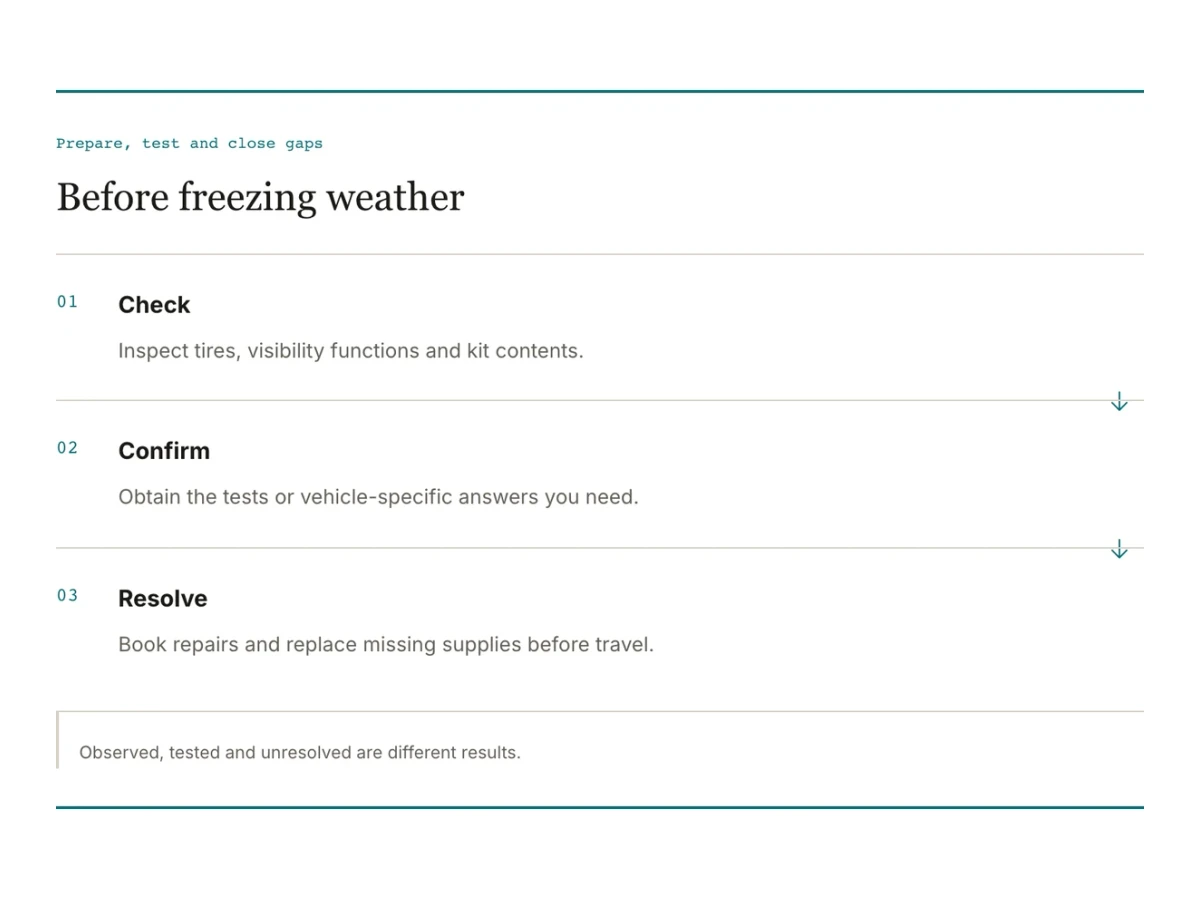 Prepare, test and close gaps
Before freezing weather
01
Check
Inspect tires, visibility functions and kit contents.
02
Confirm
Obtain the tests or vehicle-specific answers you need.
03
Resolve
Book repairs and replace missing supplies before travel.
Observed, tested and unresolved are different results.